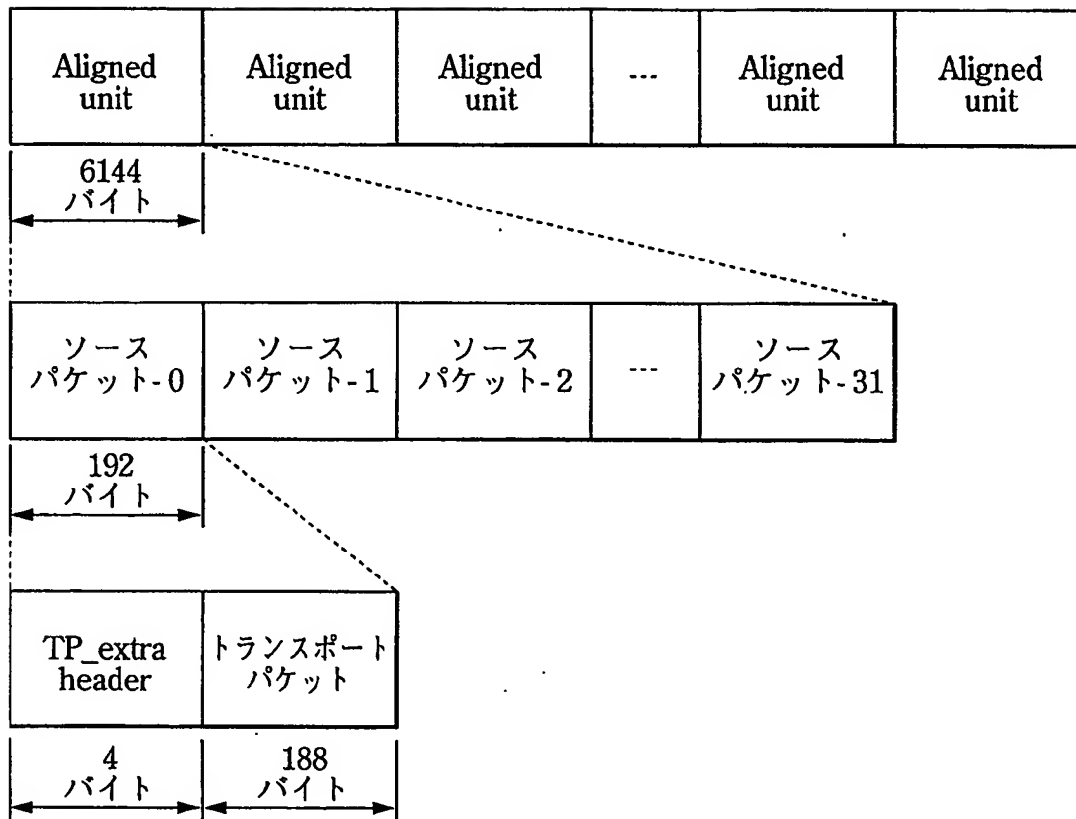 Aligned unit
Aligned unit
Aligned unit
---
Aligned unit
Aligned unit
6144
バイト
ソース
パケット-0
ソース
パケット-1
ソース
パケット-2
---
ソース
パケット-31
192
バイト
TP_extra
header
トランスポート
パケット
4
バイト
188
バイト